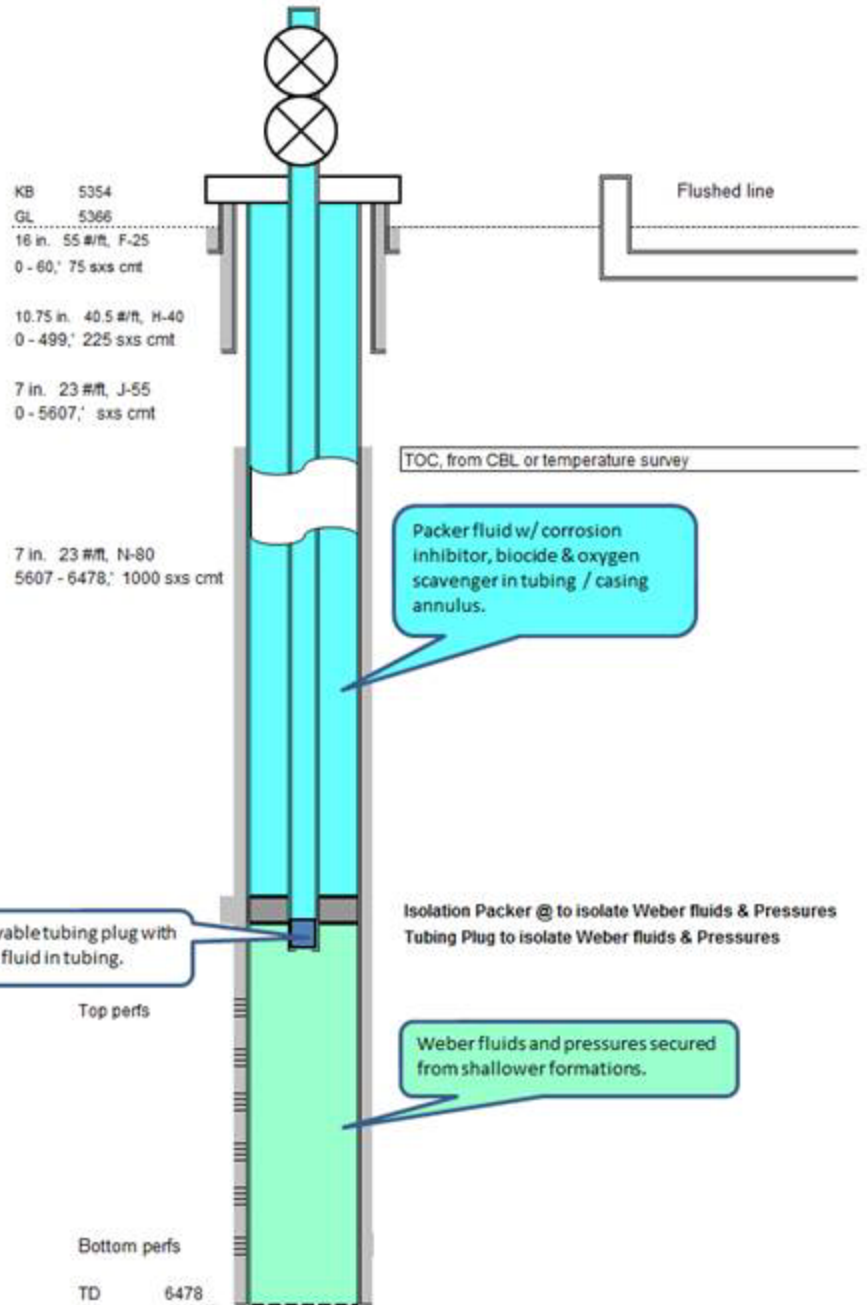 KB 5354
GL 5366
16 in. 55 #/ft, F-25
0 - 60,' 75 sxs cmt
10.75 in. 40.5 #/ft, H-40
0 - 499,' 225 sxs cmt
7 in. 23 #/ft, J-55
0 - 5607,' sxs cmt
7 in. 23 #/ft, N-80
5607 - 6478,' 1000 sxs cmt
Flushed line
TOC, from CBL or temperature survey
Packer fluid w/ corrosion
inhibitor, biocide & oxygen
scavenger in tubing / casing
annulus.
Isolation Packer @ to isolate Weber fluids & Pressures
Tubing Plug to isolate Weber fluids & Pressures
tubing plug with
fluid in tubing.
Top perfs
Weber fluids and pressures secured
from shallower formations.
Bottom perfs
TD 6478